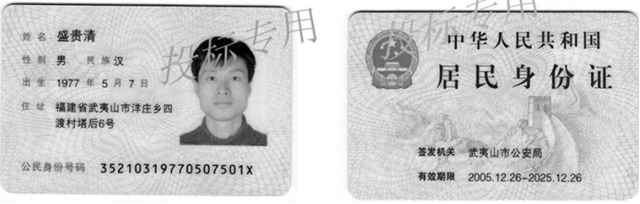 投标专用
姓名 盛贵清
性别 男 民族 汉
出生 1977 年 5 月 7 日
住址 福建省武夷山市洋庄乡四
渡村塔后6号
公民身份号码 35210319770507501X
投标专用
中华人民共和国
居民身份证
签发机关 武夷山市公安局
有效期限 2005.12.26-2025.12.26